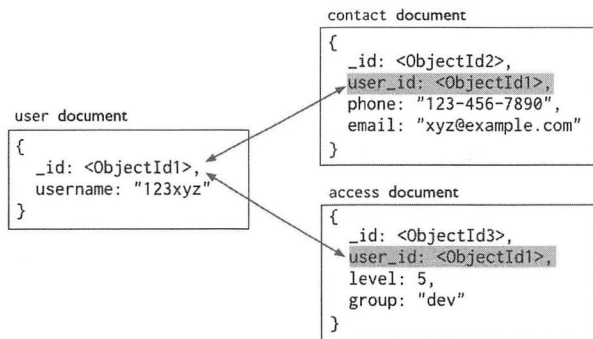 contact document
{
_id: <ObjectId2>,
user_id: <ObjectId1>,
phone: "123-456-7890",
email: "xyz@example.com"
}
user document
{
_id: <ObjectId1>,
username: "123xyz"
}
access document
{
_id: <ObjectId3>,
user_id: <ObjectId1>,
level: 5,
group: "dev"
}